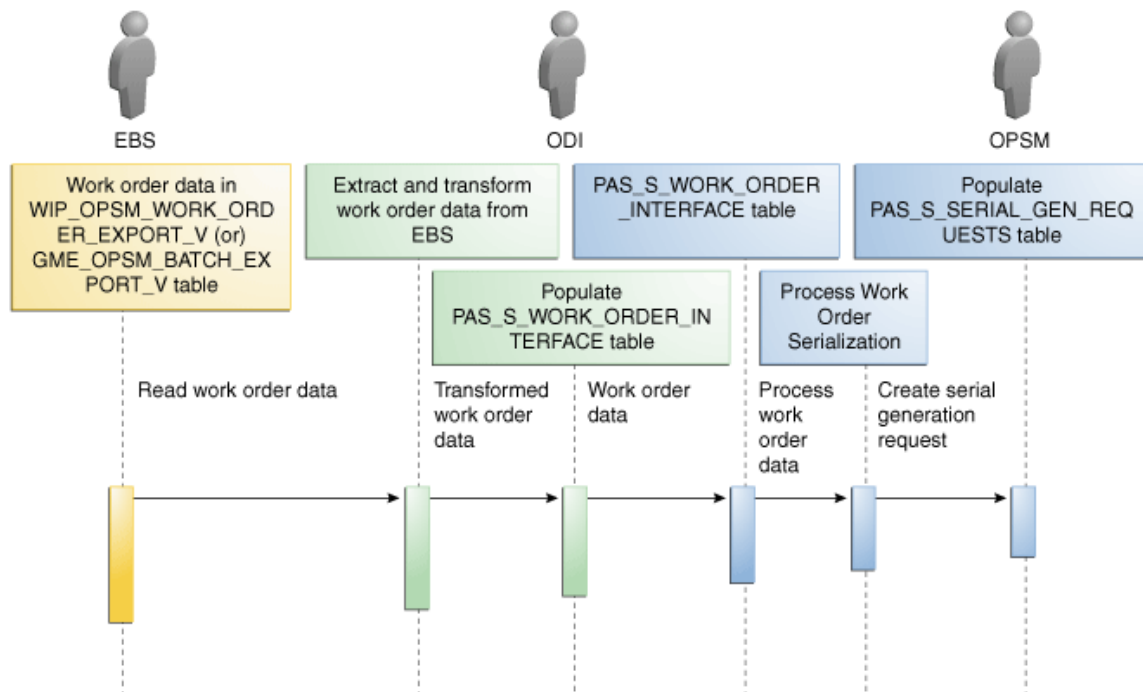 EBS
ODI
OPSM
Work order data in
WIP_OPSM_WORK_ORD
ER_EXPORT_V (or)
GME_OPSM_BATCH_EX
PORT_V table
Extract and transform
work order data from
EBS
PAS_S_WORK_ORDER
_INTERFACE table
Populate
PAS_S_SERIAL_GEN_REQ
UESTS table
Populate
PAS_S_WORK_ORDER_IN
TERFACE table
Process Work
Order
Serialization
Read work order data
Transformed
work order
data
Work order
data
Process
work
order
data
Create serial
generation
request